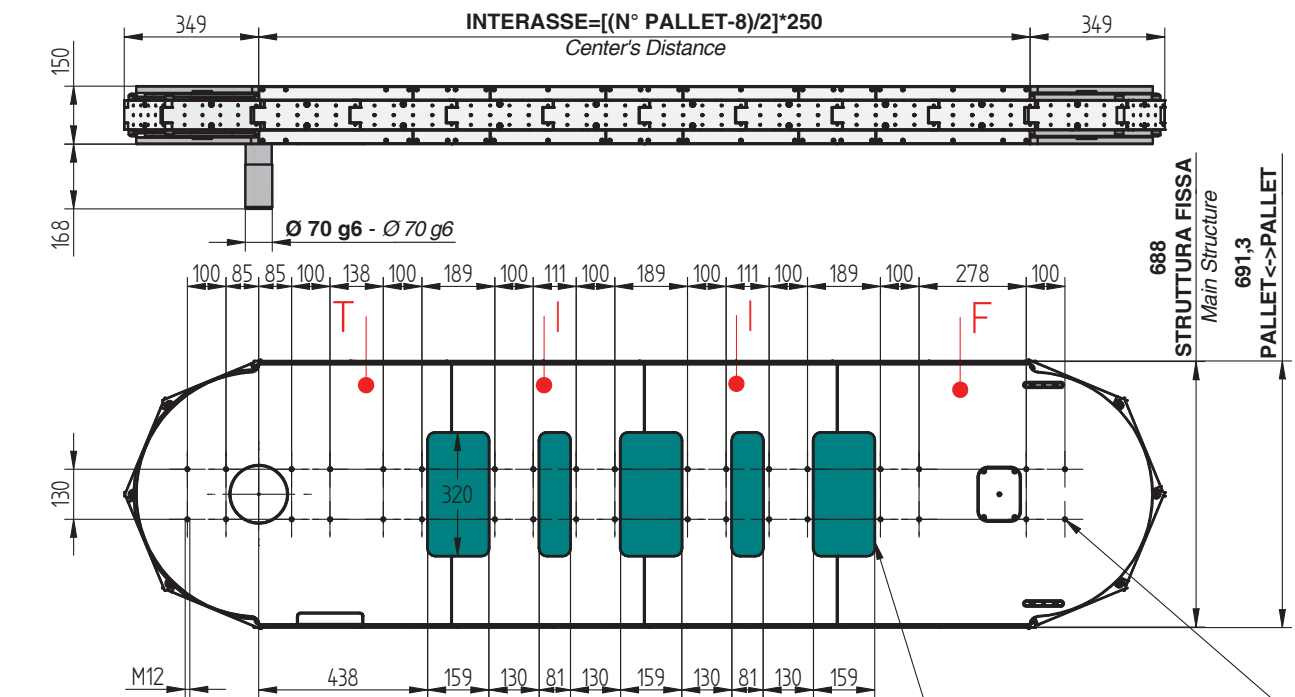 349
INTERASSE=[(N° PALLET-8)/2]*250
Center's Distance
349
150
168
Ø 70 g6 - Ø 70 g6
688
STRUTTURA FISSA
Main Structure
691,3
PALLET<->PALLET
100 85 85 100 138 100 189 100 111 100 189 100 111 100 189 100 278 100
T I I F
130
320
M12
438 159 130 81 130 159 130 81 130 159